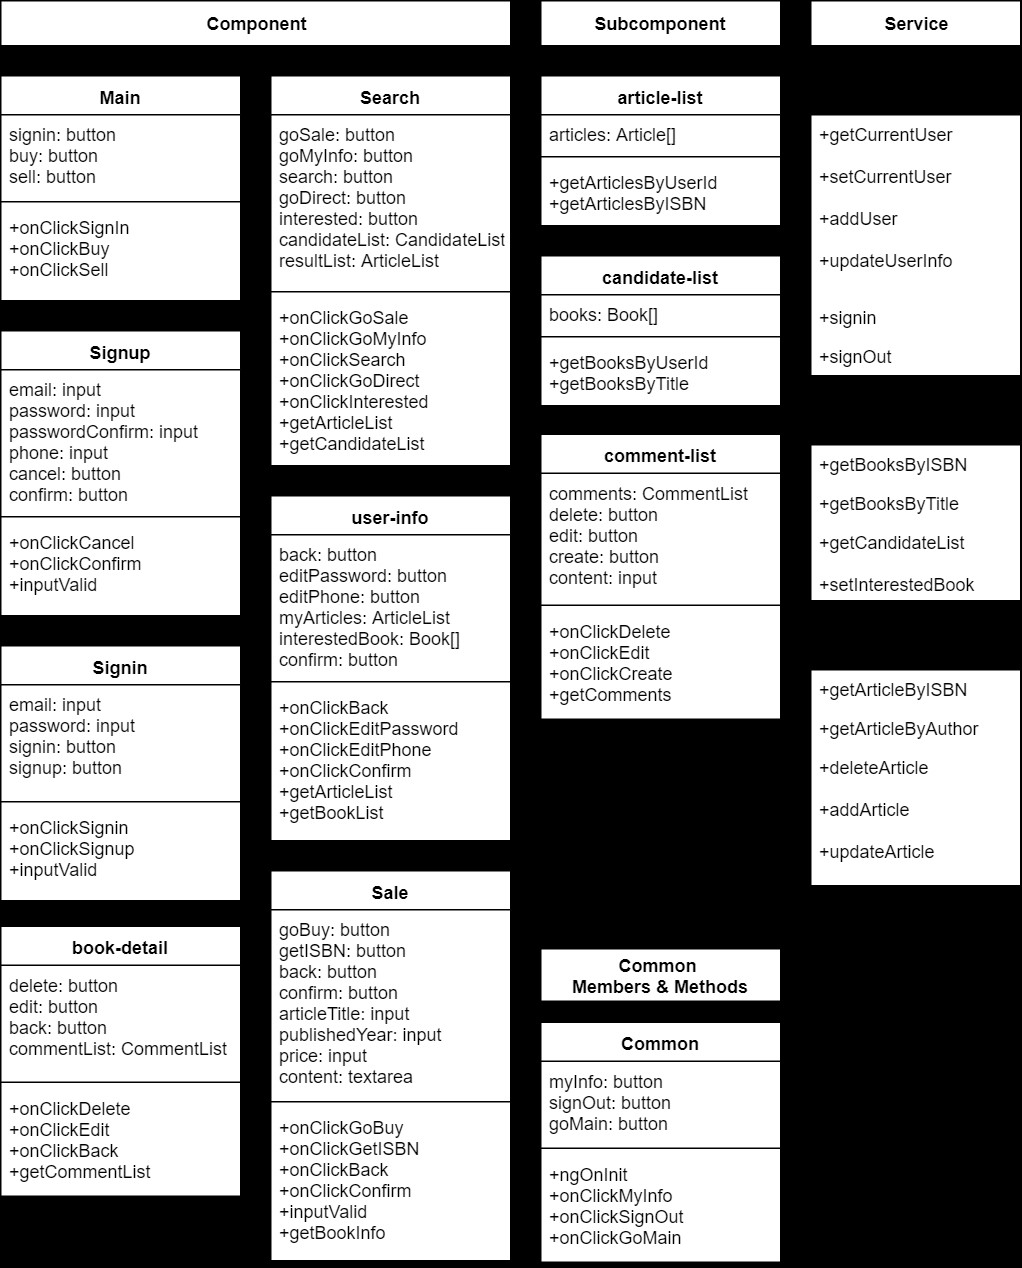 Component
Main
signin: button
buy: button
sell: button
+onClickSignIn
+onClickBuy
+onClickSell
Signup
email: input
password: input
passwordConfirm: input
phone: input
cancel: button
confirm: button
+onClickCancel
+onClickConfirm
+inputValid
Signin
email: input
password: input
signin: button
signup: button
+onClickSignin
+onClickSignup
+inputValid
book-detail
delete: button
edit: button
back: button
commentList: CommentList
+onClickDelete
+onClickEdit
+onClickBack
+getCommentList
Search
goSale: button
goMyInfo: button
search: button
goDirect: button
interested: button
candidateList: CandidateList
resultList: ArticleList
+onClickGoSale
+onClickGoMyInfo
+onClickSearch
+onClickGoDirect
+onClickInterested
+getArticleList
+getCandidateList
user-info
back: button
editPassword: button
editPhone: button
myArticles: ArticleList
interestedBook: Book[]
confirm: button
+onClickBack
+onClickEditPassword
+onClickEditPhone
+onClickConfirm
+getArticleList
+getBookList
Sale
goBuy: button
getISBN: button
back: button
confirm: button
articleTitle: input
publishedYear: input
price: input
content: textarea
+onClickGoBuy
+onClickGetISBN
+onClickBack
+onClickConfirm
+inputValid
+getBookInfo
Subcomponent
article-list
articles: Article[]
+getArticlesByUserId
+getArticlesByISBN
candidate-list
books: Book[]
+getBooksByUserId
+getBooksByTitle
comment-list
comments: CommentList
delete: button
edit: button
create: button
content: input
+onClickDelete
+onClickEdit
+onClickCreate
+getComments
Common
Members & Methods
Common
myInfo: button
signOut: button
goMain: button
+ngOnInit
+onClickMyInfo
+onClickSignOut
+onClickGoMain
Service
+getCurrentUser
+setCurrentUser
+addUser
+updateUserInfo
+signin
+signOut
+getBooksByISBN
+getBooksByTitle
+getCandidateList
+setInterestedBook
+getArticleByISBN
+getArticleByAuthor
+deleteArticle
+addArticle
+updateArticle